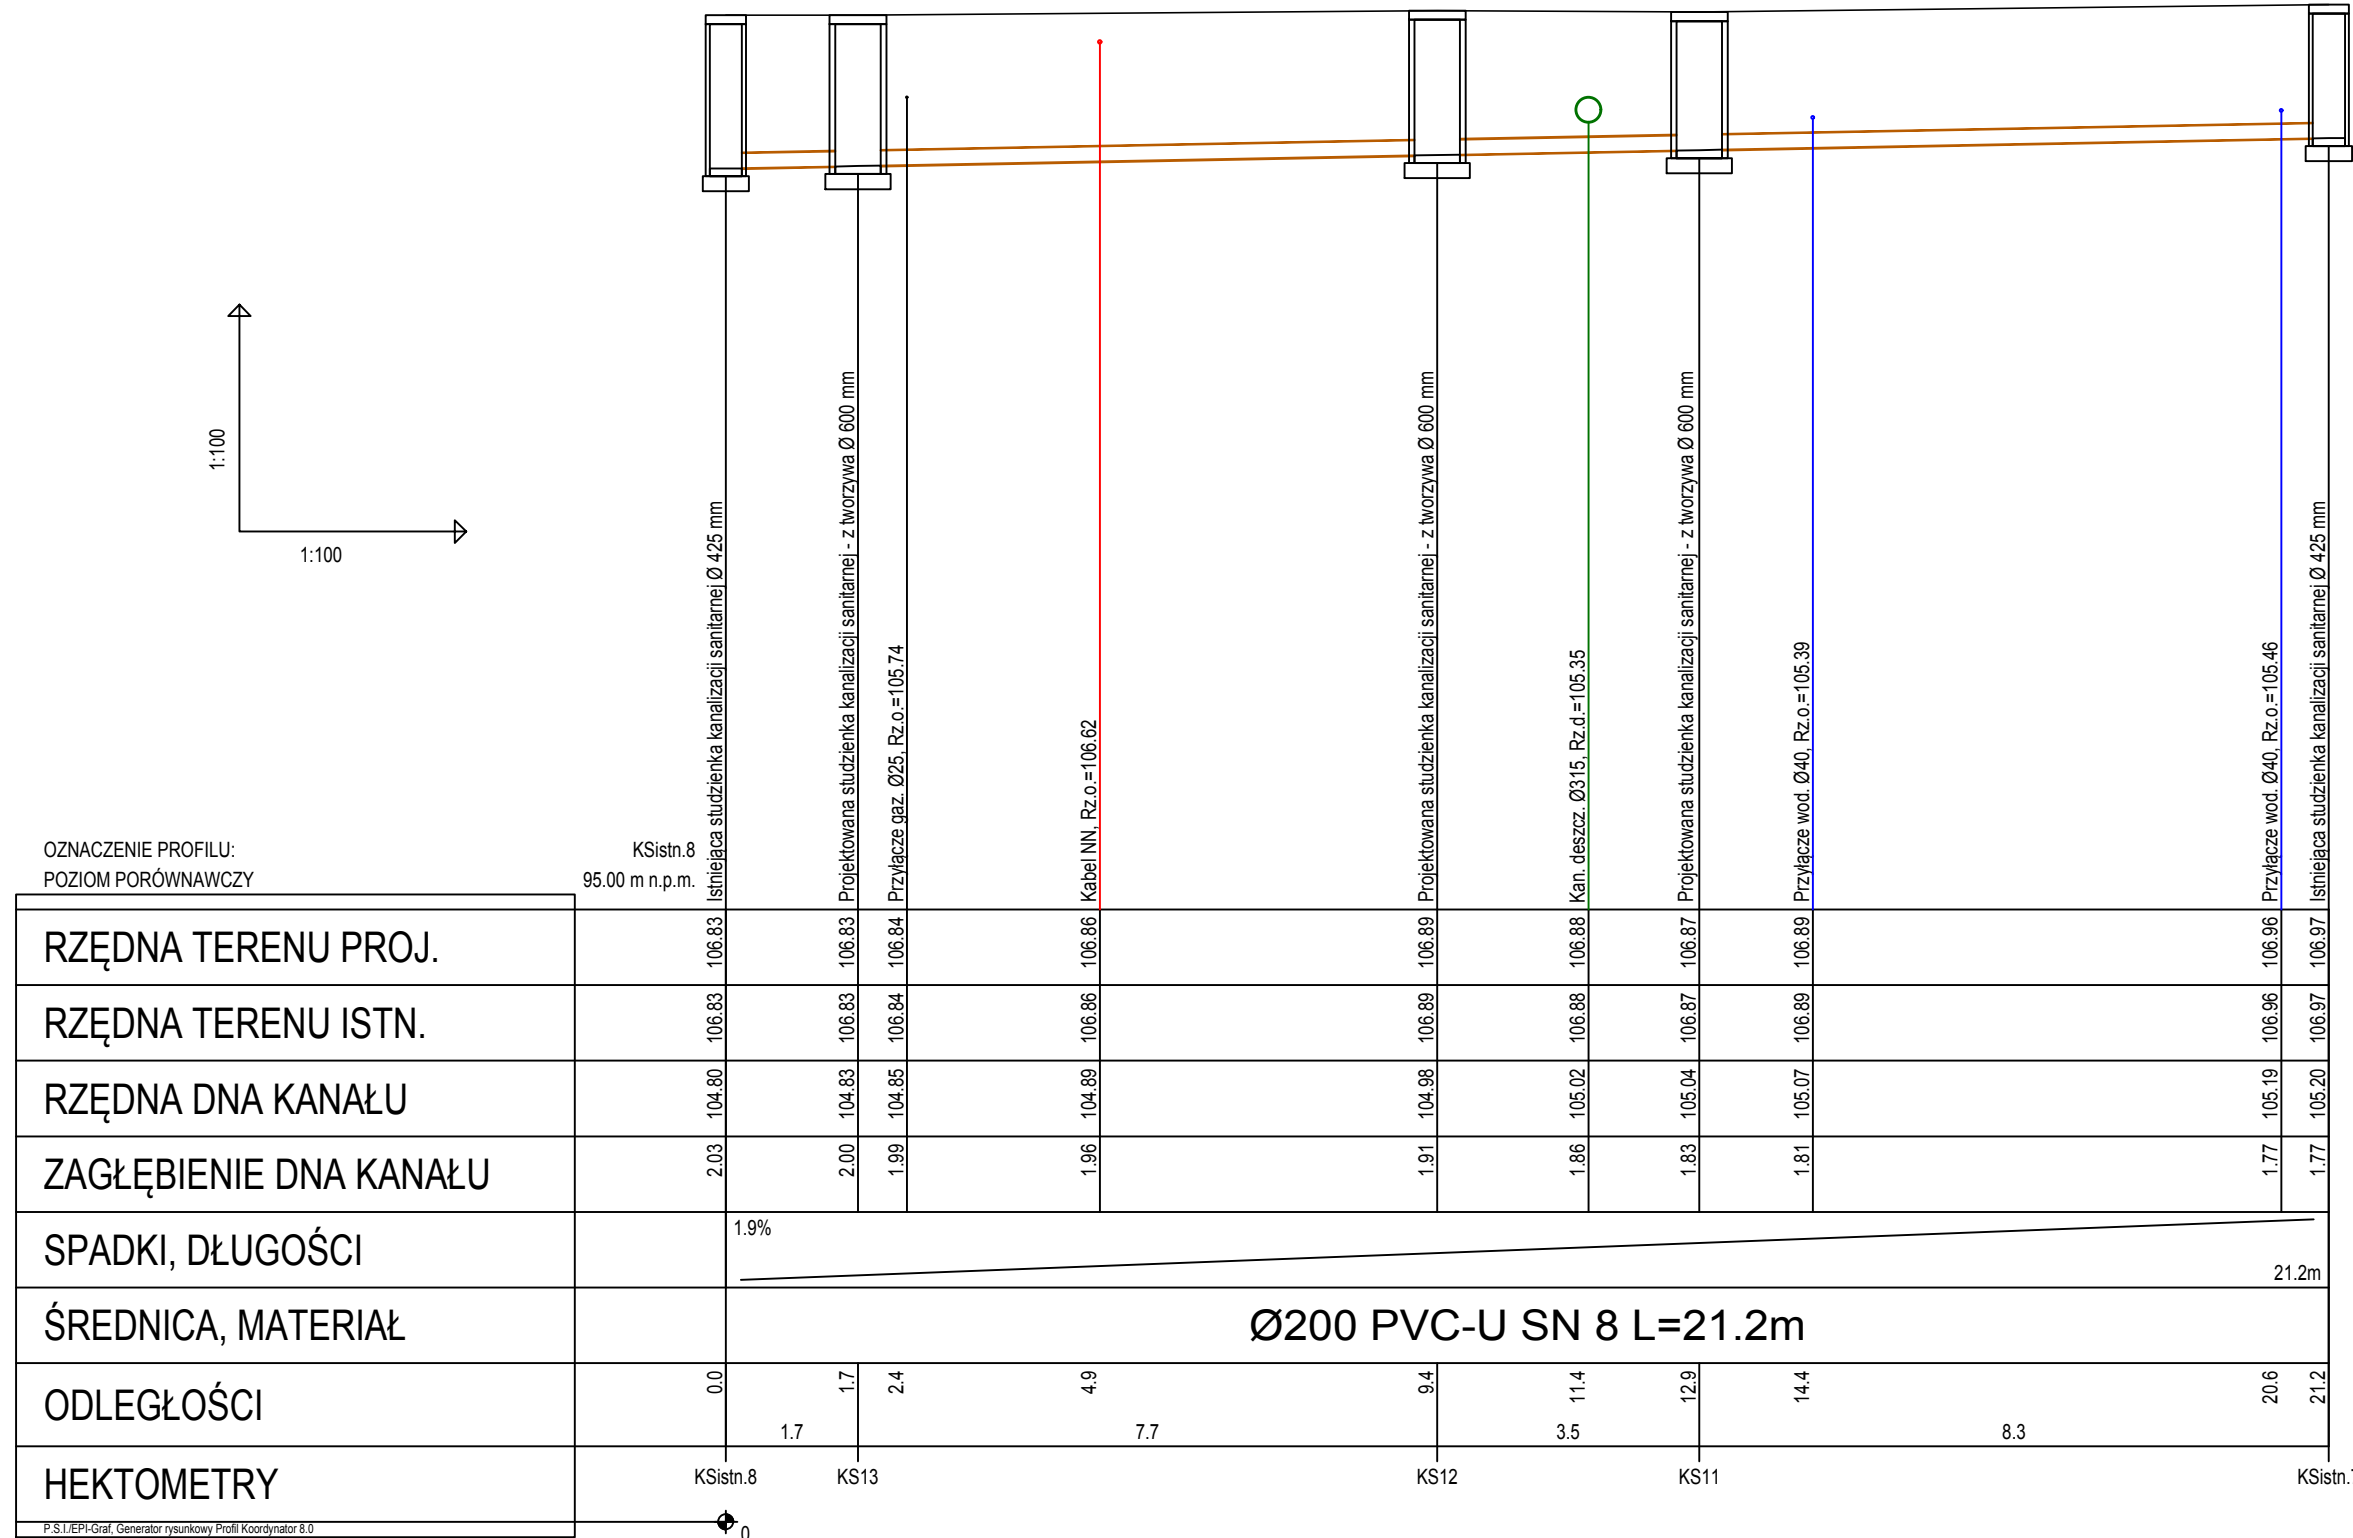 1:100
1:100
Istniejąca studzienka kanalizacji sanitarnej Ø 425 mm
Projektowana studzienka kanalizacji sanitarnej - z tworzywa Ø 600 mm
Przyłącze gaz. Ø25, Rz.o.=105.74
Kabel NN, Rz.o.=106.62
Projektowana studzienka kanalizacji sanitarnej - z tworzywa Ø 600 mm
Kan. deszcz. Ø315, Rz.d.=105.35
Projektowana studzienka kanalizacji sanitarnej - z tworzywa Ø 600 mm
Przyłącze wod. Ø40, Rz.o.=105.39
Przyłącze wod. Ø40, Rz.o.=105.46
Istniejąca studzienka kanalizacji sanitarnej Ø 425 mm
OZNACZENIE PROFILU: KSistn.8
POZIOM PORÓWNAWCZY 95.00 m n.p.m.
RZĘDNA TERENU PROJ. 106.83 106.83 106.84 106.86 106.89 106.88 106.87 106.89 106.96 106.97
RZĘDNA TERENU ISTN. 106.83 106.83 106.84 106.86 106.89 106.88 106.87 106.89 106.96 106.97
RZĘDNA DNA KANAŁU 104.80 104.83 104.85 104.89 104.98 105.02 105.04 105.07 105.19 105.20
ZAGŁĘBIENIE DNA KANAŁU 2.03 2.00 1.99 1.96 1.91 1.86 1.83 1.81 1.77 1.77
SPADKI, DŁUGOŚCI 1.9% 21.2m
ŚREDNICA, MATERIAŁ Ø200 PVC-U SN 8 L=21.2m
ODLEGŁOŚCI 0.0 1.7 2.4 4.9 9.4 11.4 12.9 14.4 20.6 21.2
1.7 7.7 3.5 8.3
HEKTOMETRY KSistn.8 KS13 KS12 KS11 KSistn.
P.S.I./EPI-Graf, Generator rysunkowy Profil Koordynator 8.0
0